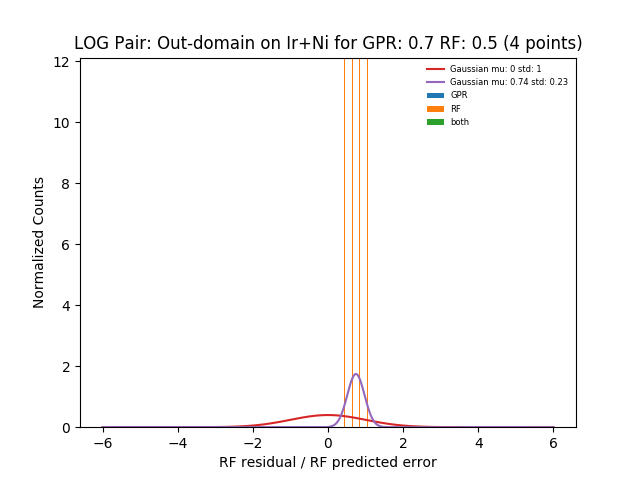 LOG Pair: Out-domain on Ir+Ni for GPR: 0.7 RF: 0.5 (4 points)
Gaussian mu: 0 std: 1
Gaussian mu: 0.74 std: 0.23
GPR
RF
both
Normalized Counts
12
10
8
6
4
2
0
−6
−4
−2
0
2
4
6
RF residual / RF predicted error